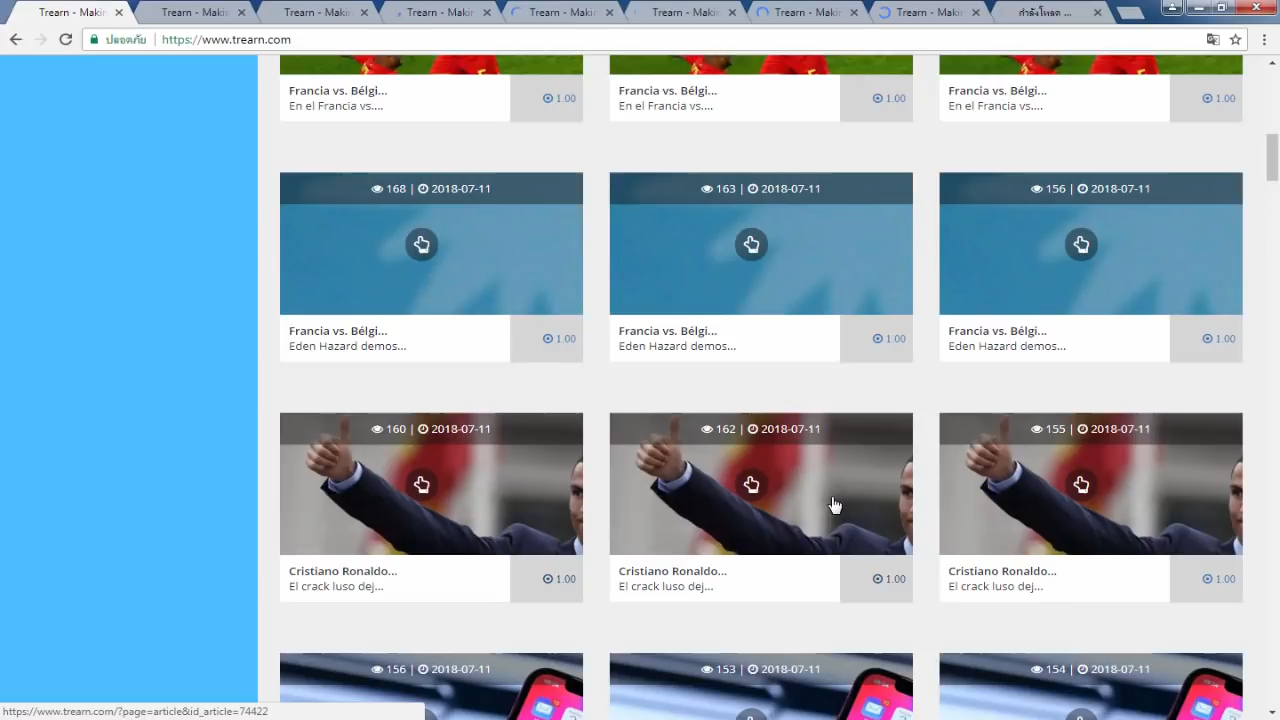 Trearn - Makin
Trearn - Makin
Trearn - Makin
Trearn - Makin
Trearn - Makin
Trearn - Makin
Trearn - Makin
Trearn - Makin
กำลังโหลด ...
ปลอดภัย
https://www.trearn.com
Francia vs. Bélgi...
En el Francia vs....
1.00
Francia vs. Bélgi...
En el Francia vs....
1.00
Francia vs. Bélgi...
En el Francia vs....
1.00
168 | 2018-07-11
163 | 2018-07-11
156 | 2018-07-11
Francia vs. Bélgi...
Eden Hazard demos...
1.00
Francia vs. Bélgi...
Eden Hazard demos...
1.00
Francia vs. Bélgi...
Eden Hazard demos...
1.00
160 | 2018-07-11
162 | 2018-07-11
155 | 2018-07-11
Cristiano Ronaldo...
El crack luso dej...
1.00
Cristiano Ronaldo...
El crack luso dej...
1.00
Cristiano Ronaldo...
El crack luso dej...
1.00
156 | 2018-07-11
153 | 2018-07-11
154 | 2018-07-11
https://www.trearn.com/?page=article&id_article=74422